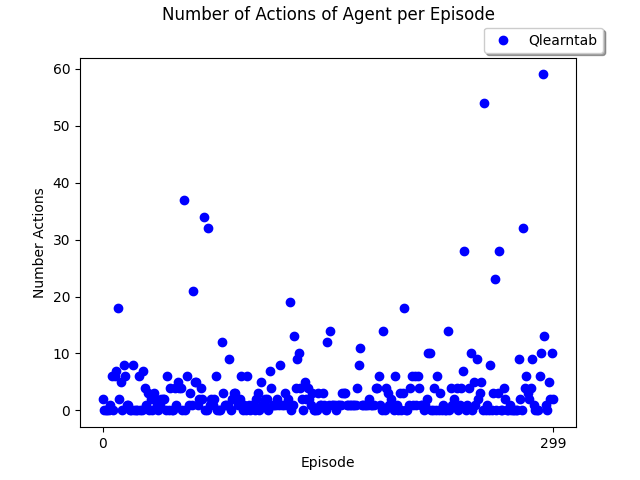 Number of Actions of Agent per Episode
Qlearntab
60
50
40
30
20
10
0
Number Actions
0 299
Episode